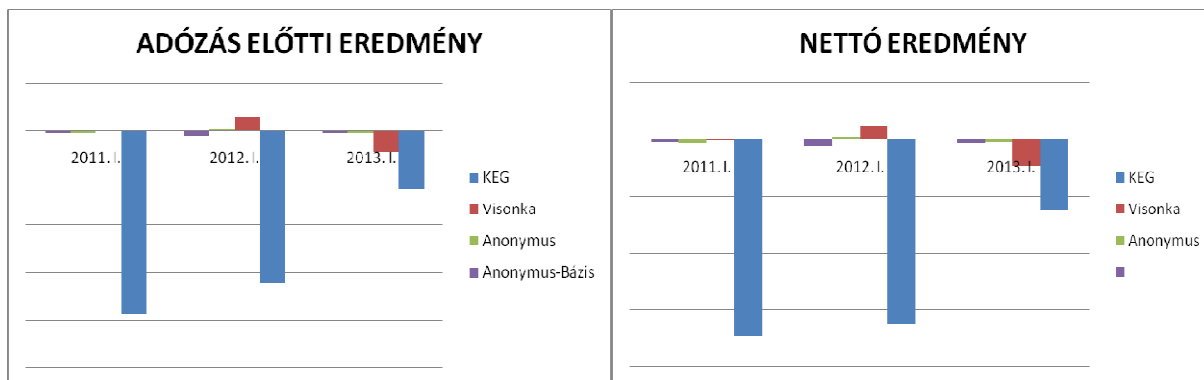 ADÓZÁS ELŐTTI EREDMÉNY
2011. I.
2012. I.
2013. I.
KEG
Visonka
Anonymus
Anonymus-Bázis
NETTÓ EREDMÉNY
2011. I.
2012. I.
2013. I.
KEG
Visonka
Anonymus